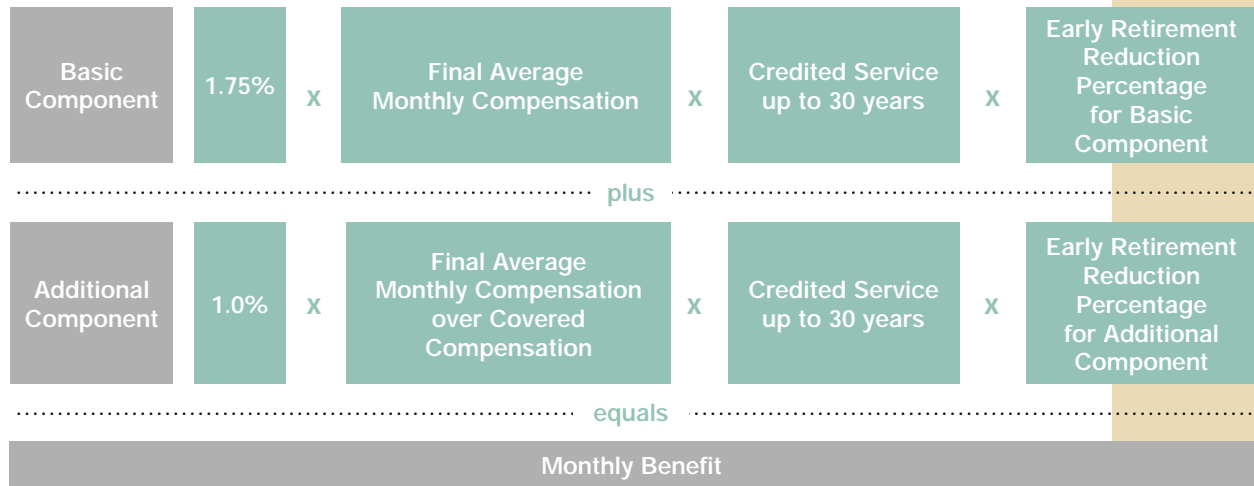 Basic
Component
1.75%
x
Final Average
Monthly Compensation
x
Credited Service
up to 30 years
x
Early Retirement
Reduction
Percentage
for Basic
Component
plus
Additional
Component
1.0%
x
Final Average
Monthly Compensation
over Covered
Compensation
x
Credited Service
up to 30 years
x
Early Retirement
Reduction
Percentage
for Additional
Component
equals
Monthly Benefit